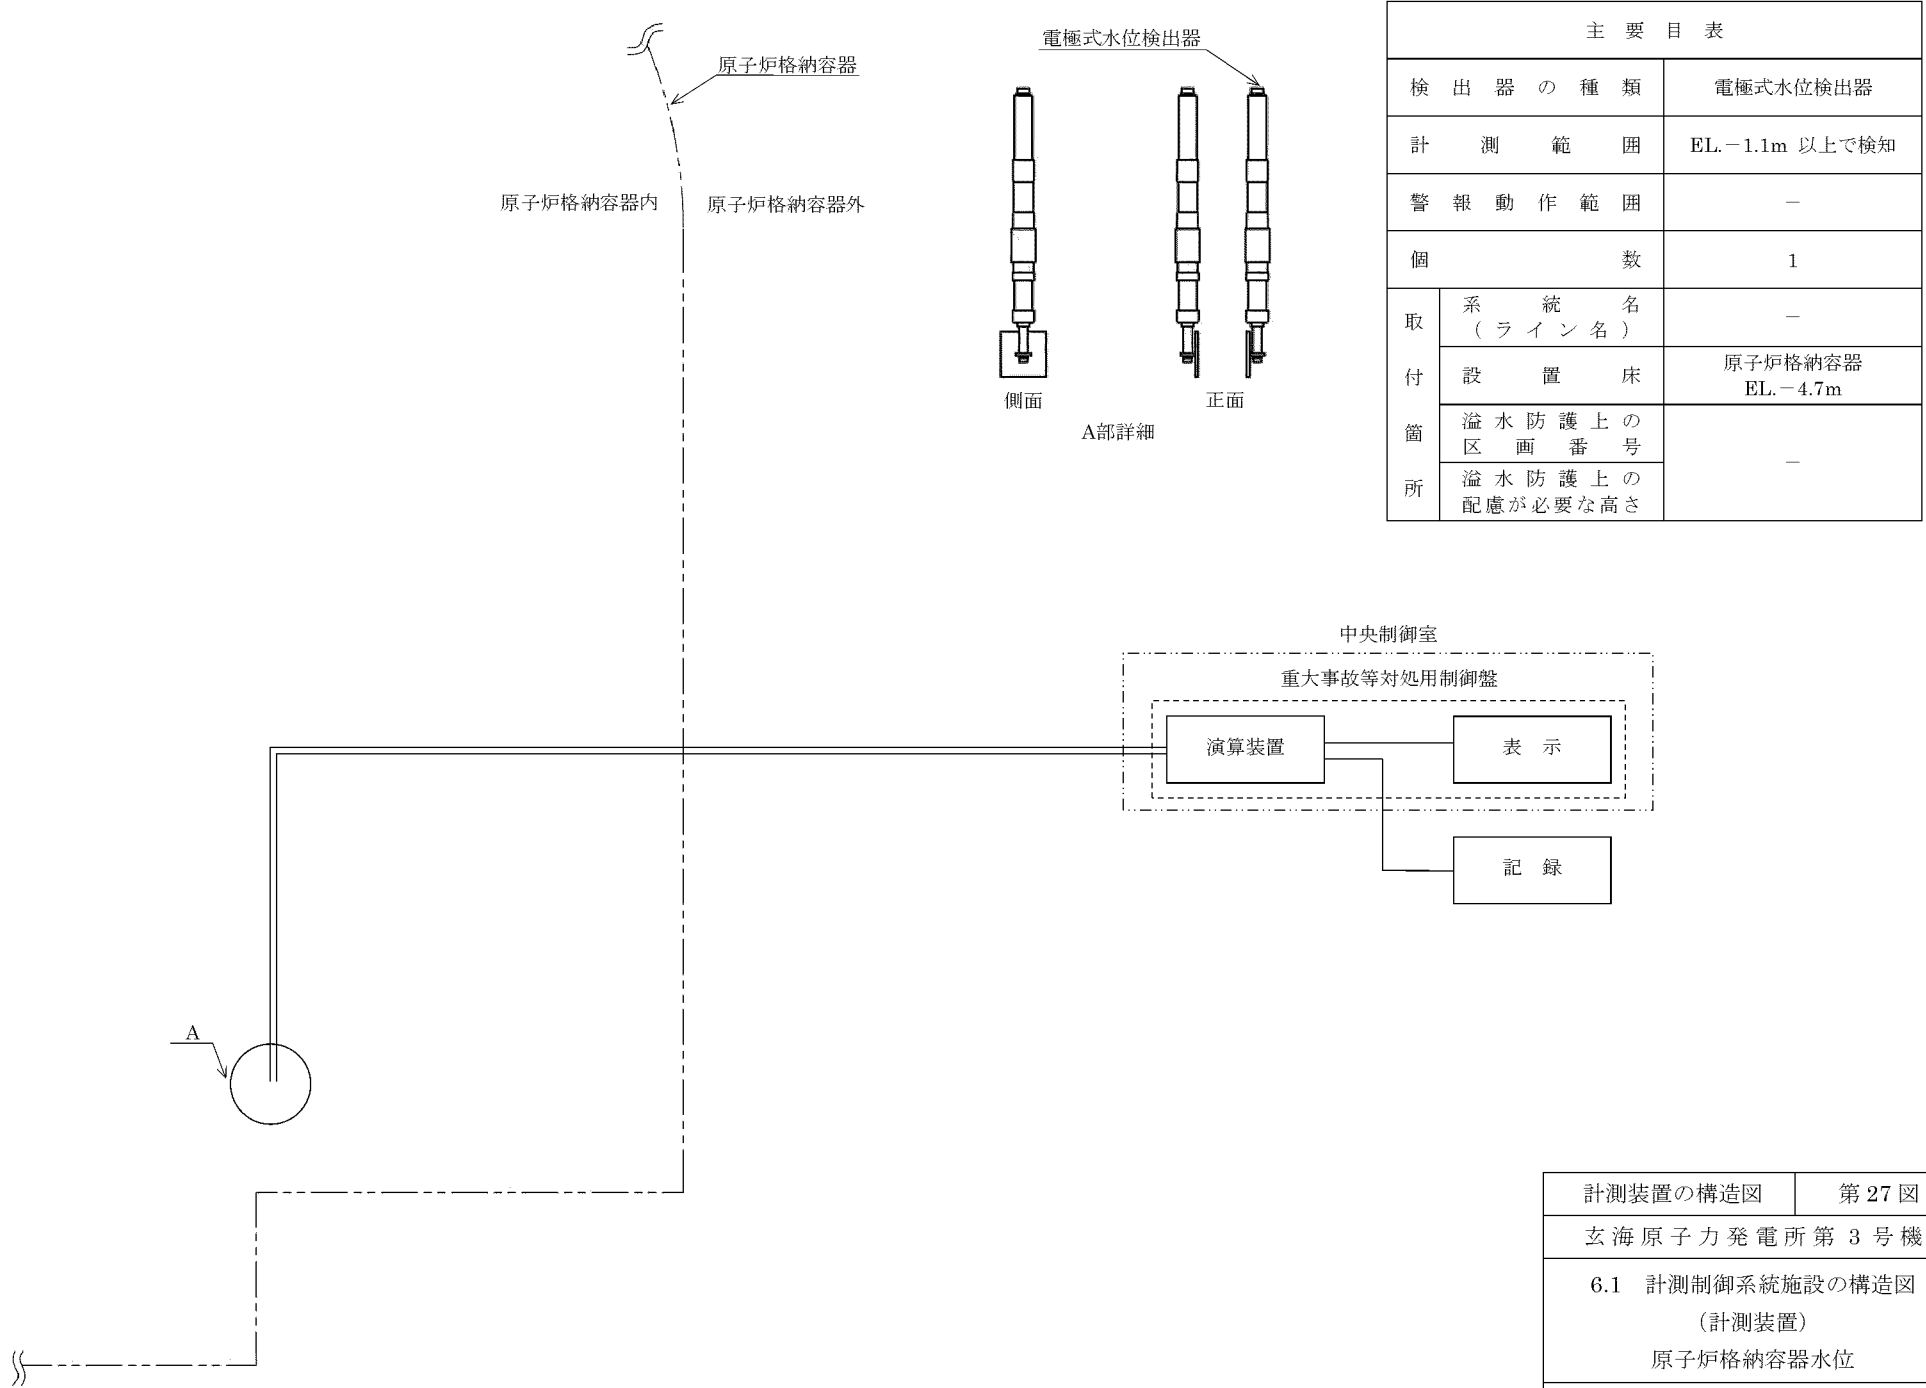 原子炉格納容器
原子炉格納容器内
原子炉格納容器外
電極式水位検出器
側面
正面
A部詳細
主要目表
検出器の種類 電極式水位検出器
計測範囲 EL.-1.1m 以上で検知
警報動作範囲 -
個数 1
取付箇所
系統名
(ライン名) -
設置床 原子炉格納容器
EL.-4.7m
溢水防護上の
区画番号 -
溢水防護上の
配慮が必要な高さ
中央制御室
重大事故等対処用制御盤
演算装置
表示
記録
A
計測装置の構造図 第27図
玄海原子力発電所第3号機
6.1 計測制御系統施設の構造図
(計測装置)
原子炉格納容器水位